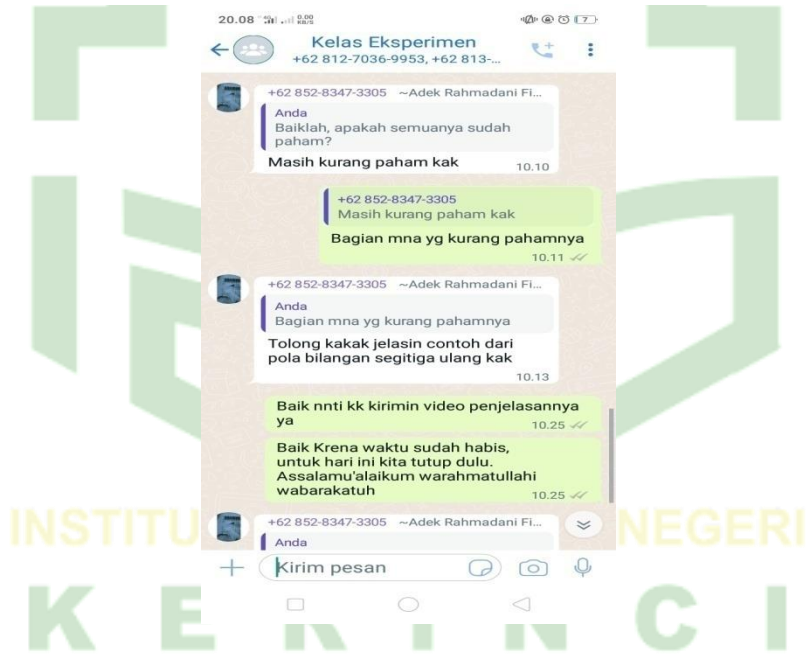 20.08 0.00 KB/S 7
Kelas Eksperimen
+62 812-7036-9953, +62 813-...
+62 852-8347-3305 ~Adek Rahmadani Fi...
Anda
Baiklah, apakah semuanya sudah
paham?
Masih kurang paham kak 10.10
+62 852-8347-3305
Masih kurang paham kak
Bagian mna yg kurang pahamnya
10.11
+62 852-8347-3305 ~Adek Rahmadani Fi...
Anda
Bagian mna yg kurang pahamnya
Tolong kakak jelasin contoh dari
pola bilangan segitiga ulang kak
10.13
Baik nnti kk kirimin video penjelasannya
ya 10.25
Baik Krena waktu sudah habis,
untuk hari ini kita tutup dulu.
Assalamu'alaikum warahmatullahi
wabarakatuh 10.25
+62 852-8347-3305 ~Adek Rahmadani Fi...
Anda
Kirim pesan
INSTITU NEGERI
KERINCI